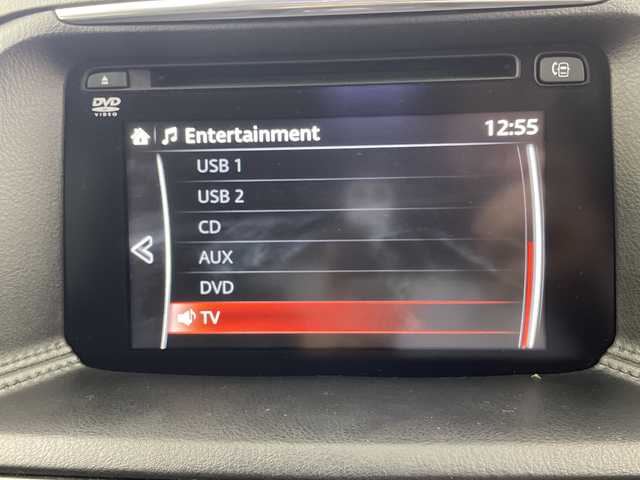 DVD
VIDEO
Entertainment 12:55
USB 1
USB 2
CD
AUX
DVD
TV